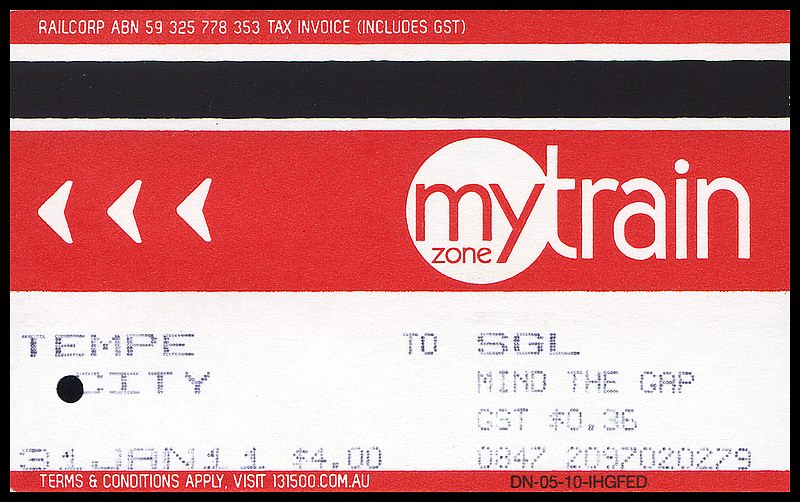 RAILCORP ABN 59 325 778 353 TAX INVOICE (INCLUDES GST)
mytrain
zone
TEMPE TO SGL
CITY MIND THE GAP
GST $0.36
31JAN11 $4.00 0847 2097020279
TERMS & CONDITIONS APPLY, VISIT 131500.COM.AU DN-05-10-IHGFED